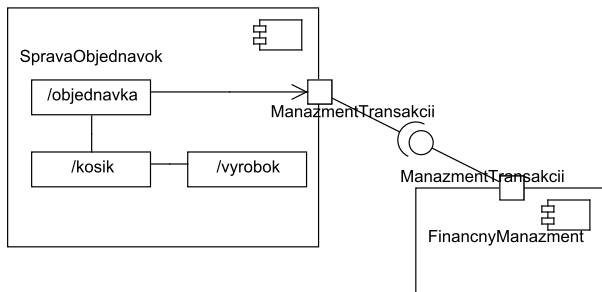 SpravaObjednavok
/objednavka
ManazmentTransakcii
/kosik
/vyrobok
ManazmentTransakcii
FinancnyManazment